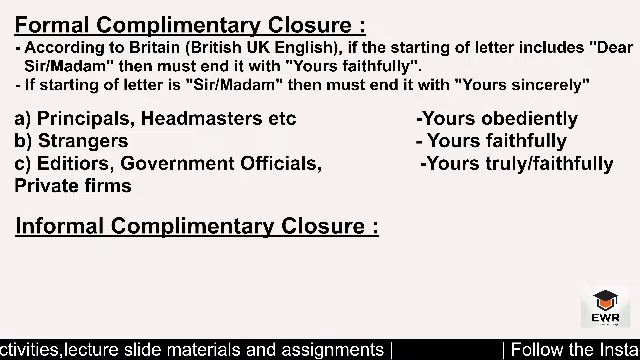 Formal Complimentary Closure :
- According to Britain (British UK English), if the starting of letter includes "Dear
Sir/Madam" then must end it with "Yours faithfully".
- If starting of letter is "Sir/Madam" then must end it with "Yours sincerely"
a) Principals, Headmasters etc -Yours obediently
b) Strangers - Yours faithfully
c) Editiors, Government Officials, -Yours truly/faithfully
Private firms
Informal Complimentary Closure :
EWR
ctivities,lecture slide materials and assignments | | Follow the Insta